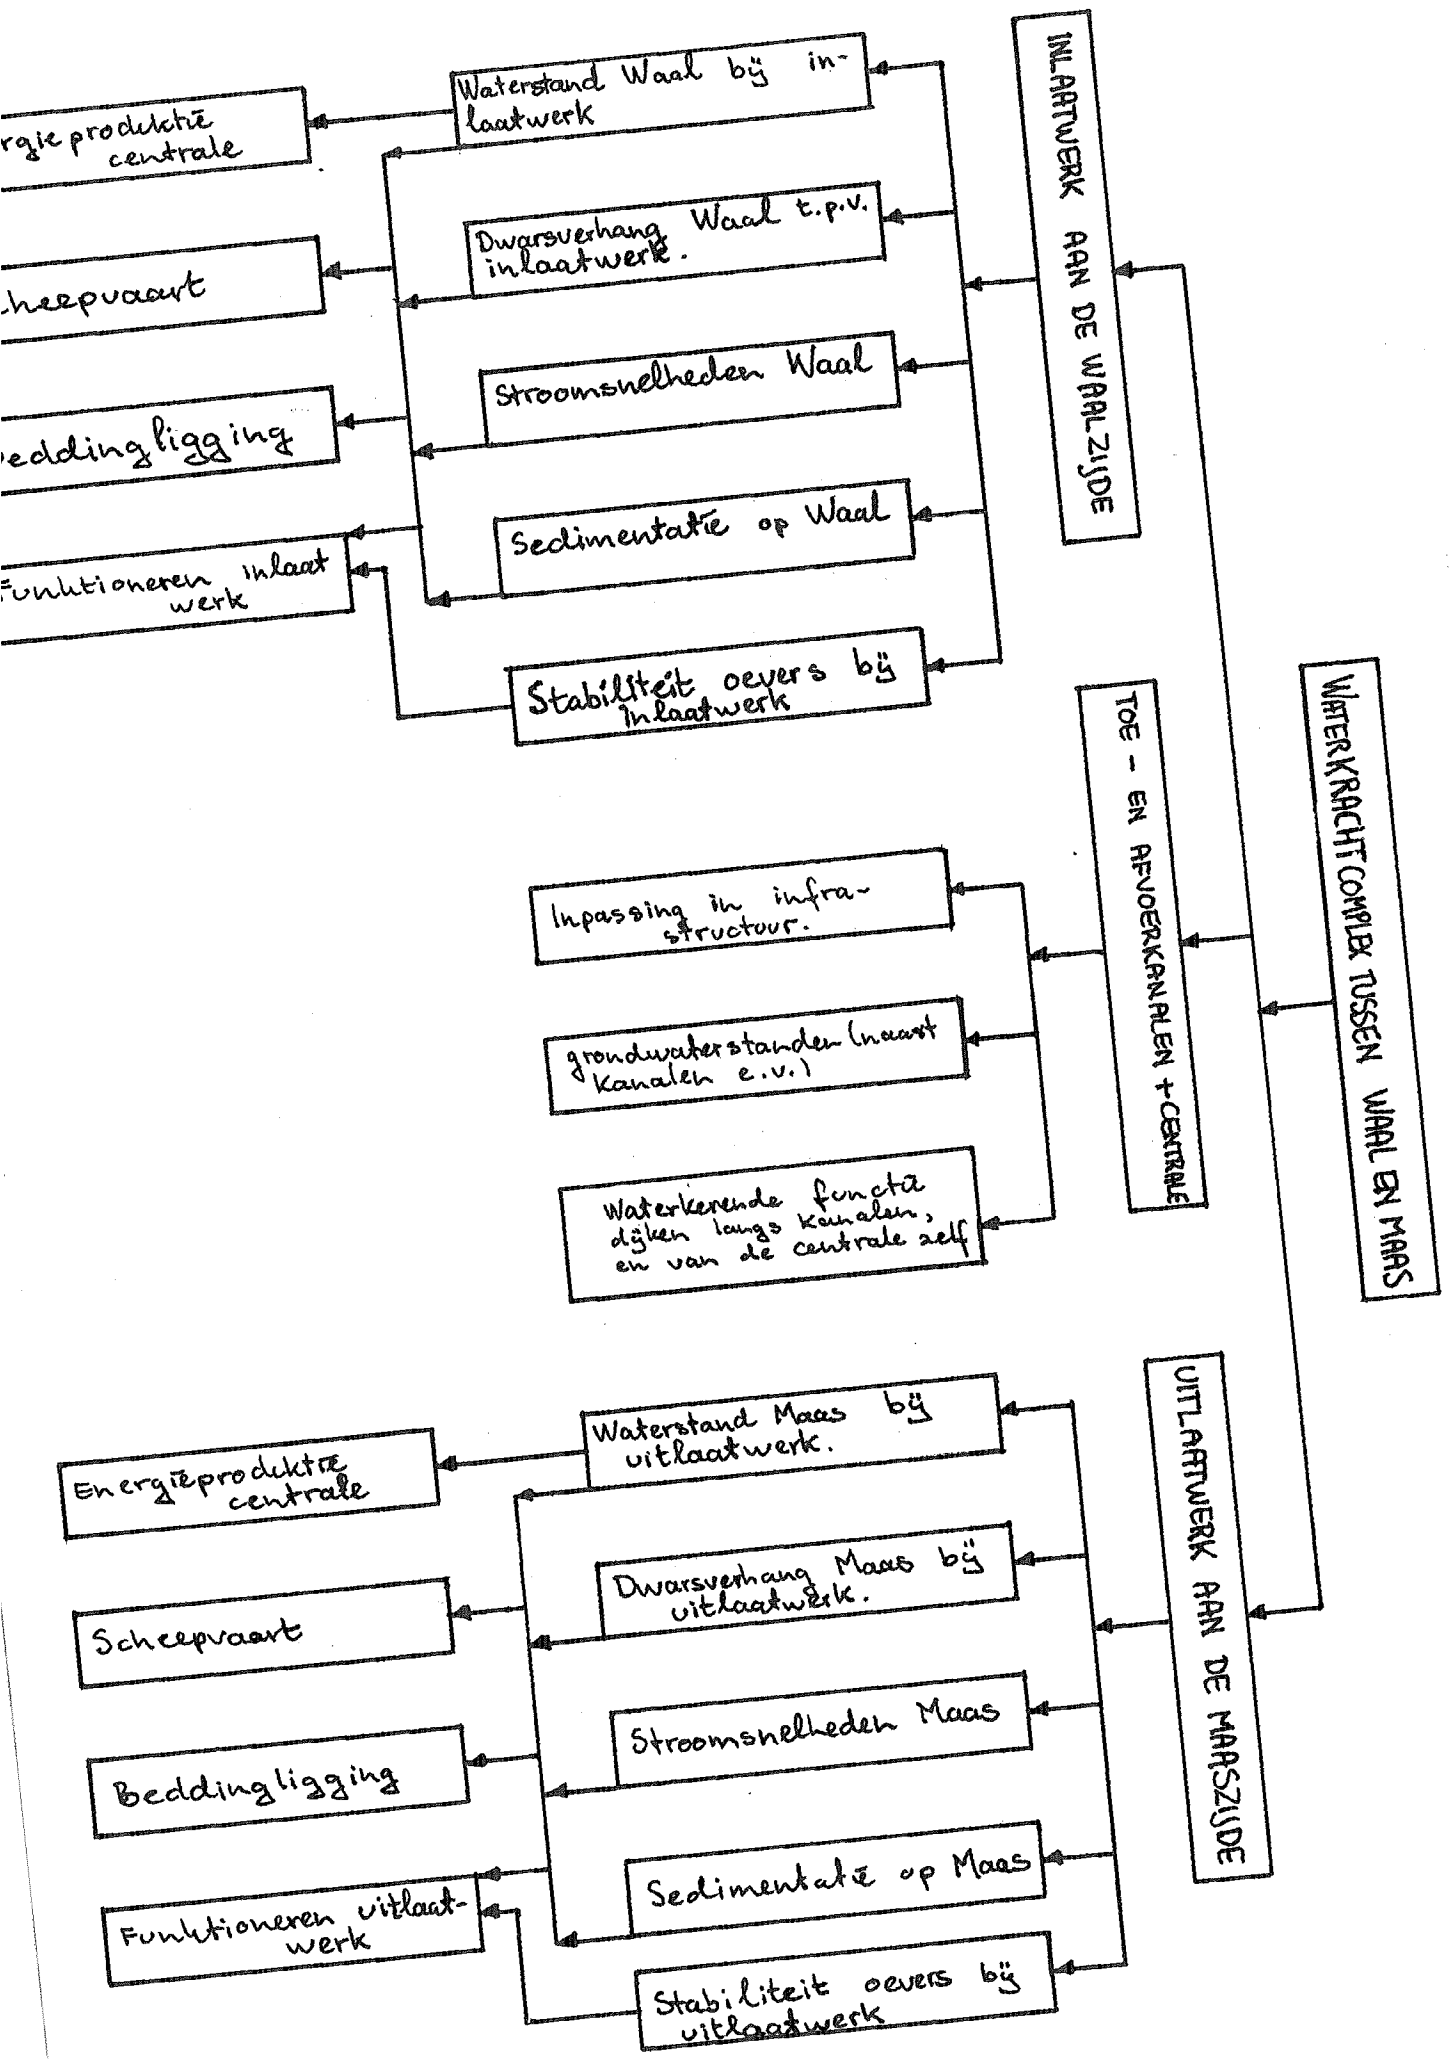 WATERKRACHTCOMPLEX TUSSEN WAAL EN MAAS
INLAATWERK AAN DE WAALZIJDE
Waterstand Waal bij in-
laatwerk
Dwarsverhang Waal t.p.v.
inlaatwerk.
Stroomsnelheden Waal
Sedimentatie op Waal
Stabiliteit oevers bij
inlaatwerk
rgieproduktie
centrale
cheepvaart
eddingligging
Funktioneren inlaat
werk
TOE- EN AFVOERKANALEN + CENTRALE
Inpassing in infra-
structuur.
grondwaterstanden (naast
kanalen e.v.)
Waterkerende functie
dijken langs kanalen,
en van de centrale zelf
UITLAATWERK AAN DE MAASZIJDE
Waterstand Maas bij
uitlaatwerk.
Dwarsverhang Maas bij
uitlaatwerk.
Stroomsnelheden Maas
Sedimentatie op Maas
Stabiliteit oevers bij
uitlaatwerk
Energieproduktie
centrale
Scheepvaart
Beddingligging
Funktioneren uitlaat-
werk